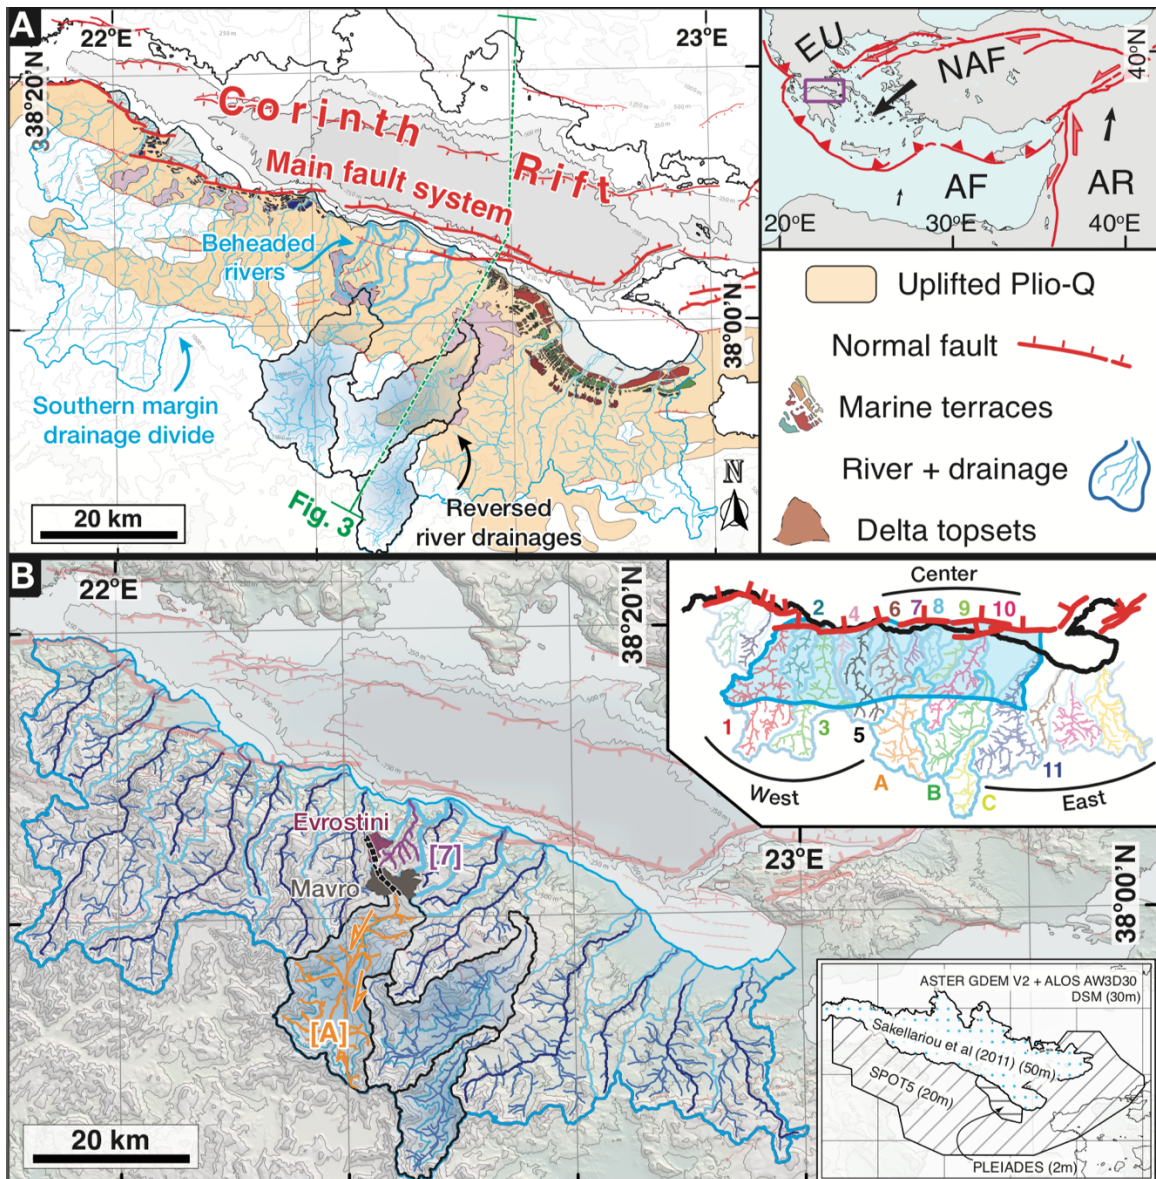 A
22°E
23°E
38°20'N
Corinth
Rift
Main fault system
Beheaded
rivers
38°00'N
Southern margin
drainage divide
Fig. 3
Reversed
river drainages
N
20 km
EU
NAF
40°N
AF
AR
20°E
30°E
40°E
Uplifted Plio-Q
Normal fault
Marine terraces
River + drainage
Delta topsets
B
22°E
38°20'N
Center
2
4
6
7
8
9
10
1
3
5
A
B
C
11
West
East
Evrostini
[7]
Mavro
[A]
23°E
38°00'N
20 km
ASTER GDEM V2 + ALOS AW3D30
DSM (30m)
Sakellariou et al (2011) (50m)
SPOT5 (20m)
PLEIADES (2m)